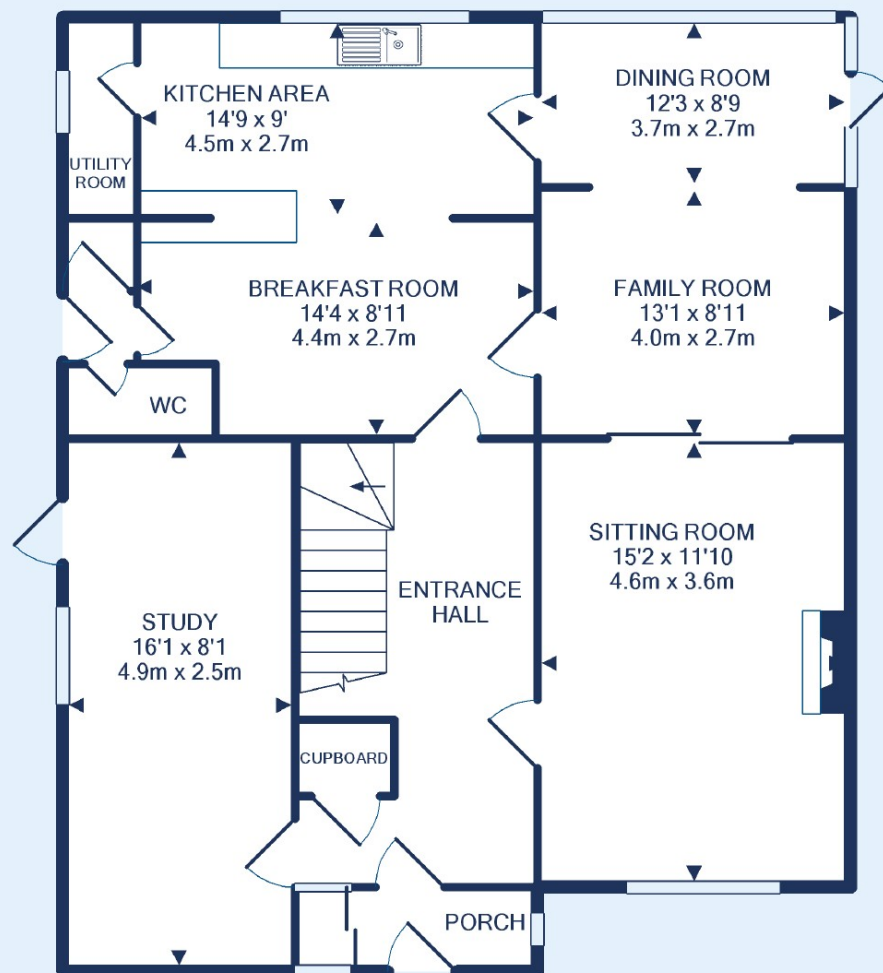 KITCHEN AREA
14'9 x 9'
4.5m x 2.7m
DINING ROOM
12'3 x 8'9
3.7m x 2.7m
UTILITY
ROOM
BREAKFAST ROOM
14'4 x 8'11
4.4m x 2.7m
FAMILY ROOM
13'1 x 8'11
4.0m x 2.7m
WC
SITTING ROOM
15'2 x 11'10
4.6m x 3.6m
ENTRANCE
HALL
STUDY
16'1 x 8'1
4.9m x 2.5m
CUPBOARD
PORCH